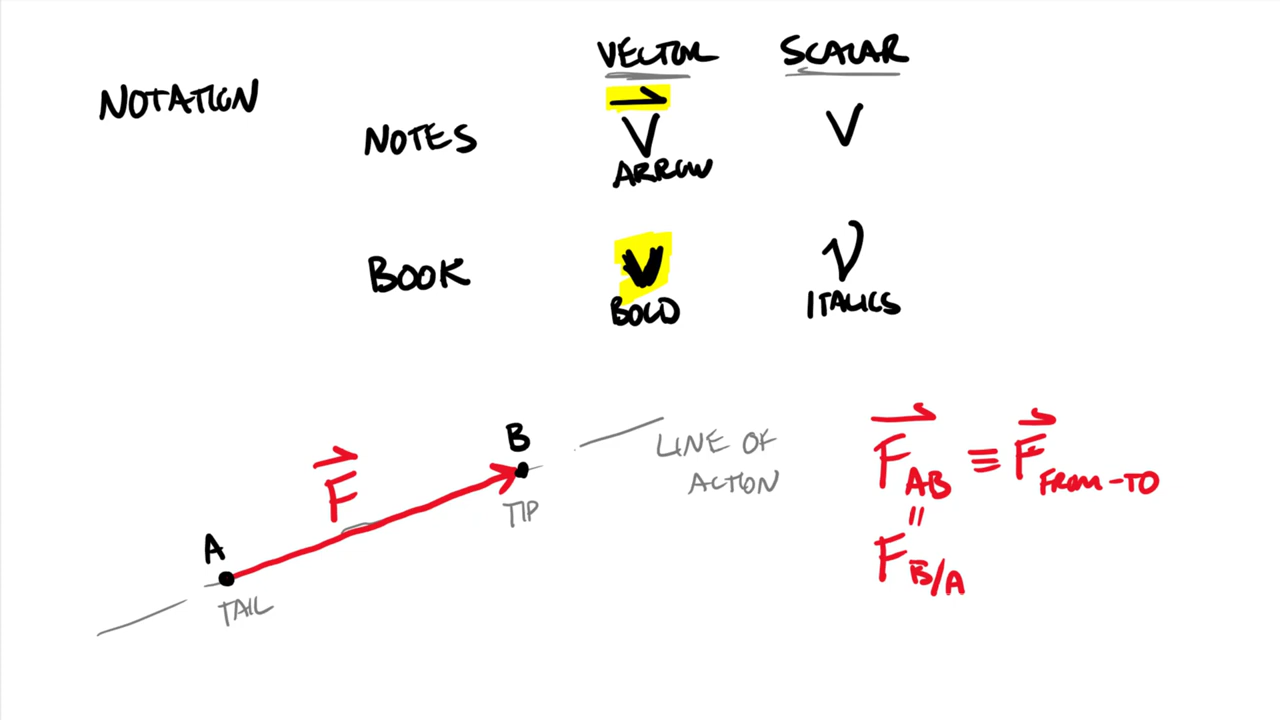 VECTOR SCALAR
NOTATION
NOTES V V
ARROW
BOOK V V
BOLD ITALICS
B
LINE OF
ACTION
F
TIP
A
TAIL
F AB ≡ F FROM-TO
=
F B/A